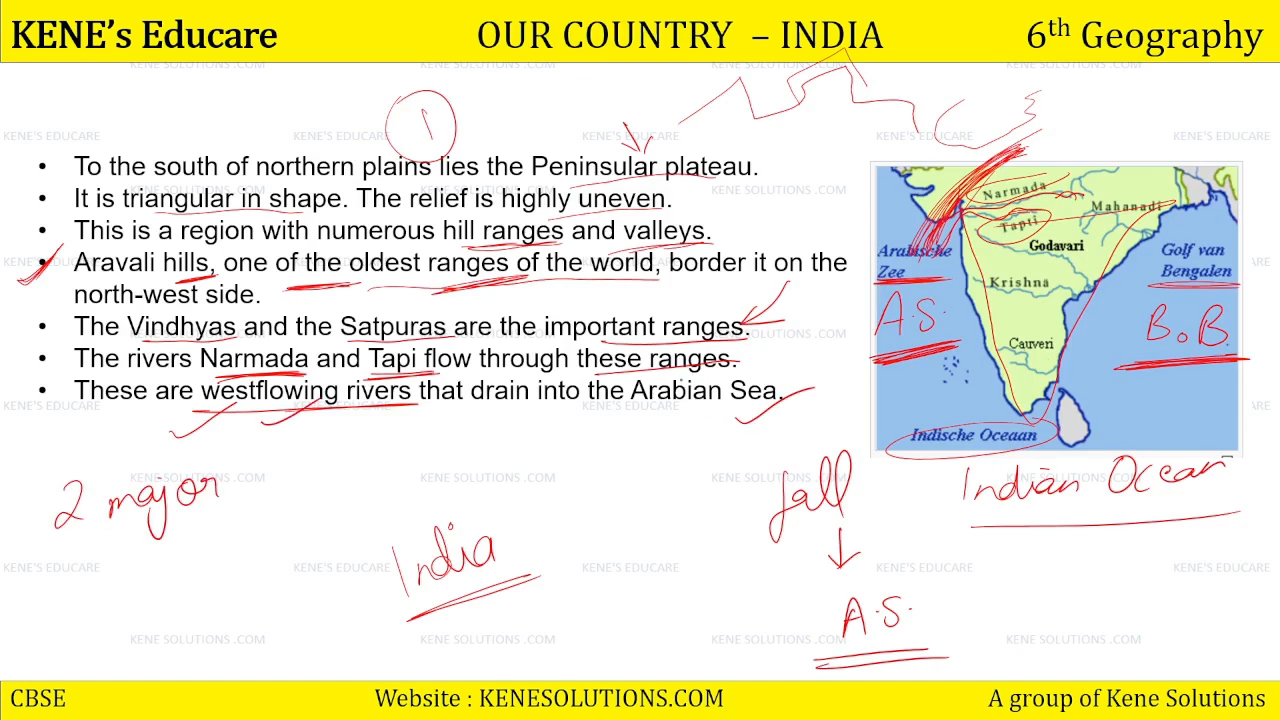 KENE's Educare OUR COUNTRY – INDIA 6th Geography
• To the south of northern plains lies the Peninsular plateau.
• It is triangular in shape. The relief is highly uneven.
• This is a region with numerous hill ranges and valleys.
• Aravali hills, one of the oldest ranges of the world, border it on the
north-west side.
• The Vindhyas and the Satpuras are the important ranges.
• The rivers Narmada and Tapi flow through these ranges.
• These are westflowing rivers that drain into the Arabian Sea.
1
Narmada
Mahanadi
Tapti
Godavari
Arabische
Zee
Golf van
Bengalen
Krishna
Cauveri
Indische Oceaan
A.S.
B.O.B.
Indian Ocean
2 major
India
fall
A.S.
KENE'S EDUCARE
KENE SOLUTIONS .COM
CBSE Website : KENESOLUTIONS.COM A group of Kene Solutions